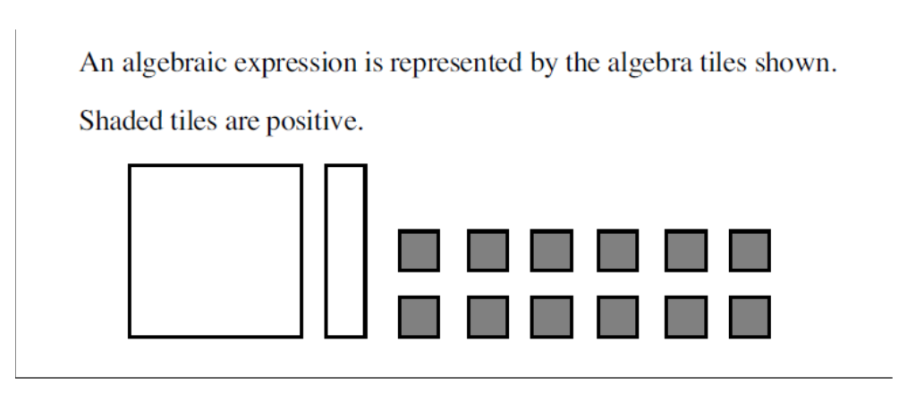 An algebraic expression is represented by the algebra tiles shown.
Shaded tiles are positive.